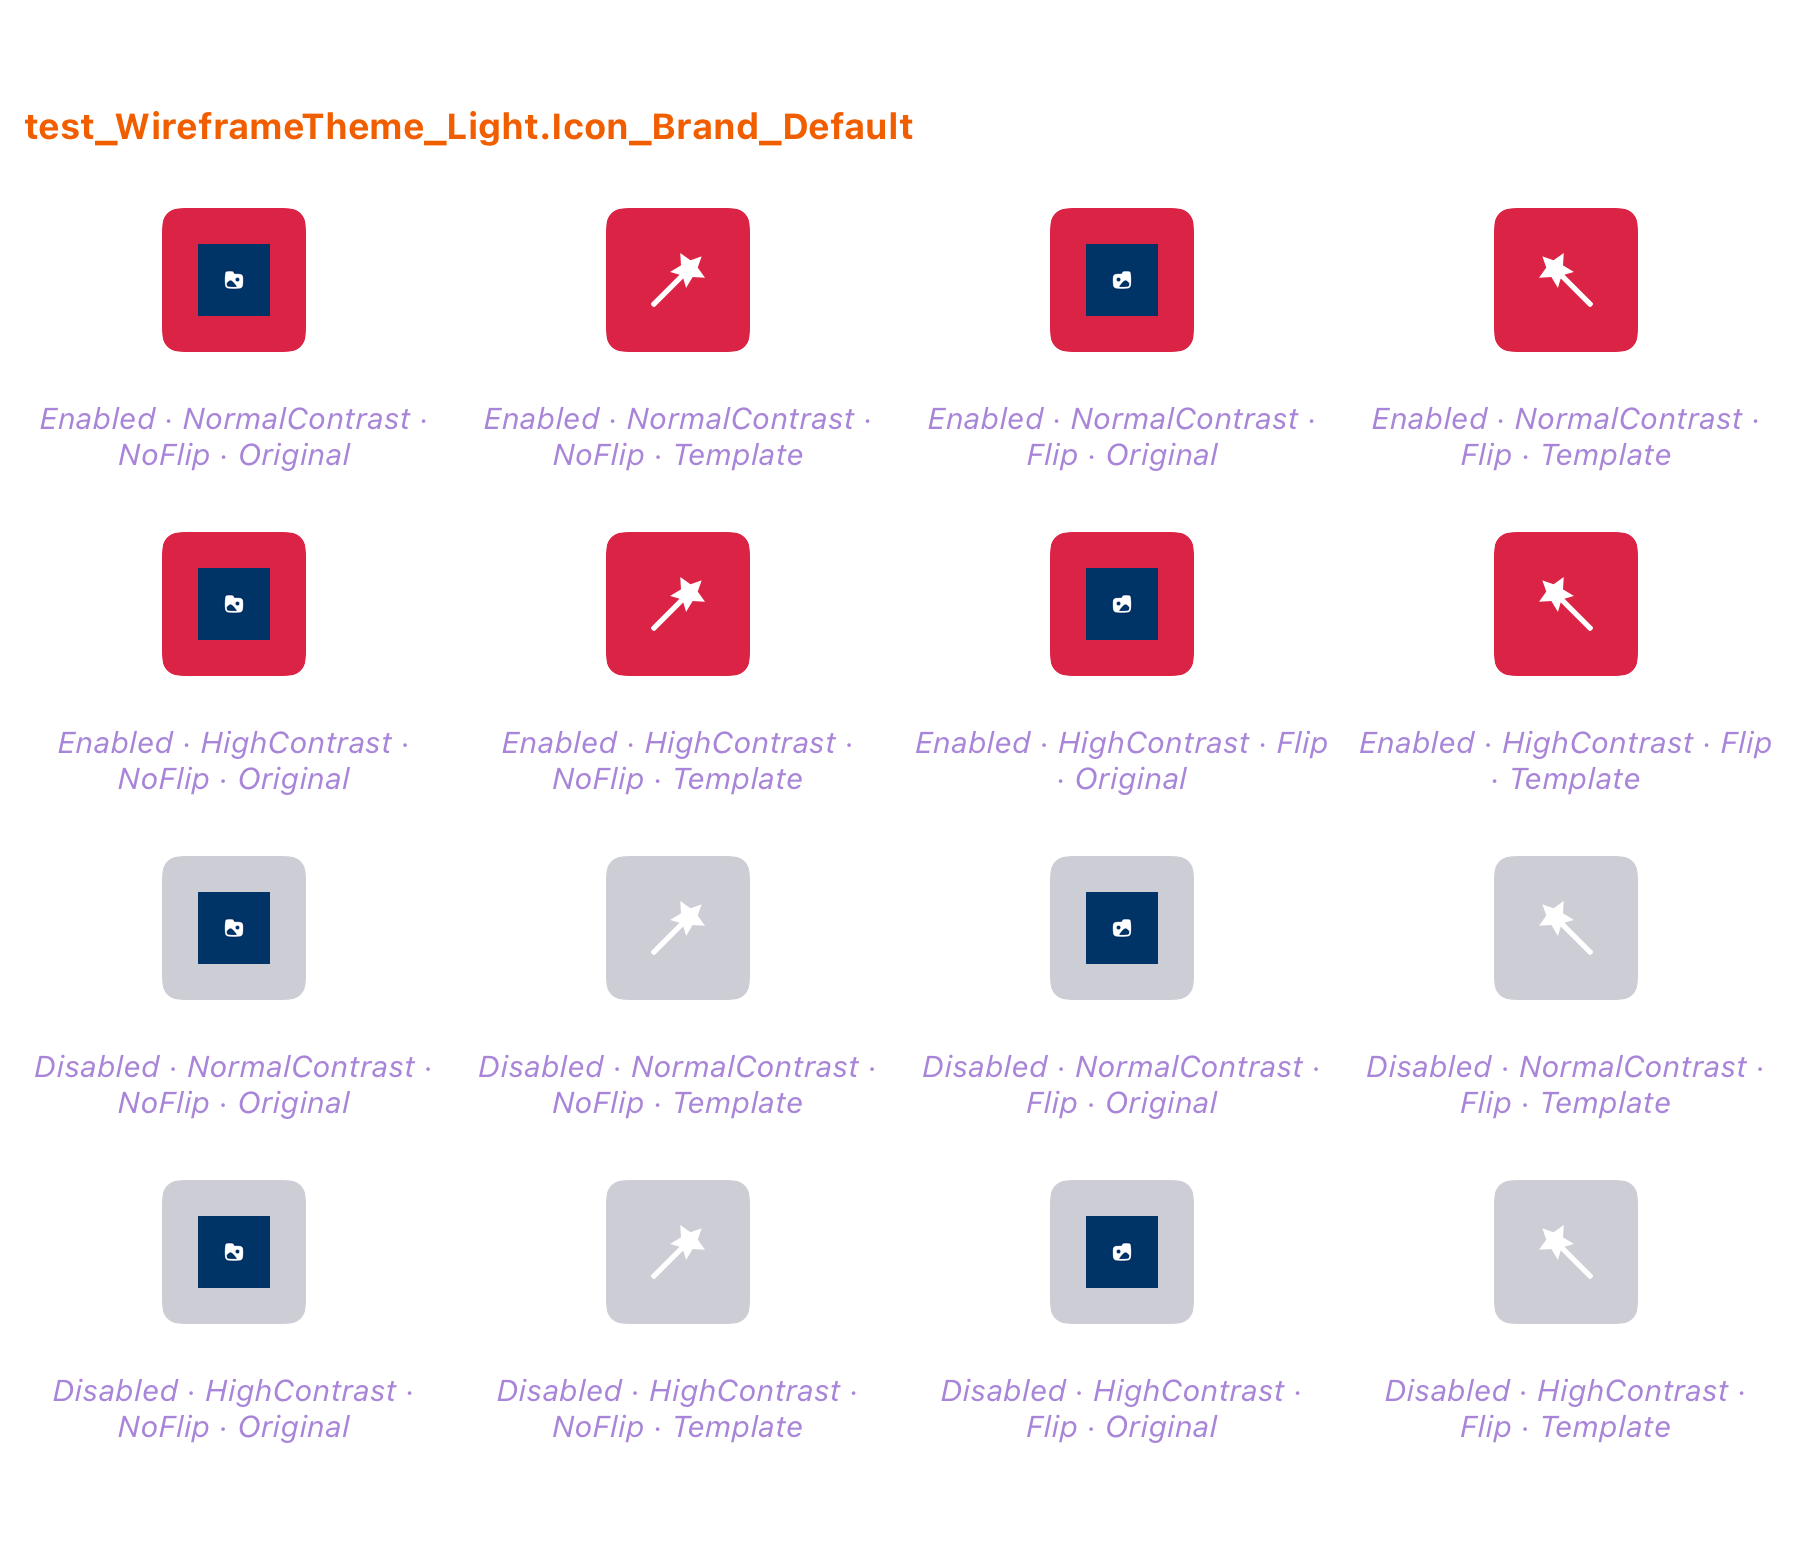 test_WireframeTheme_Light.Icon_Brand_Default
Enabled · NormalContrast ·
NoFlip · Original
Enabled · NormalContrast ·
NoFlip · Template
Enabled · NormalContrast ·
Flip · Original
Enabled · NormalContrast ·
Flip · Template
Enabled · HighContrast ·
NoFlip · Original
Enabled · HighContrast ·
NoFlip · Template
Enabled · HighContrast · Flip
· Original
Enabled · HighContrast · Flip
· Template
Disabled · NormalContrast ·
NoFlip · Original
Disabled · NormalContrast ·
NoFlip · Template
Disabled · NormalContrast ·
Flip · Original
Disabled · NormalContrast ·
Flip · Template
Disabled · HighContrast ·
NoFlip · Original
Disabled · HighContrast ·
NoFlip · Template
Disabled · HighContrast ·
Flip · Original
Disabled · HighContrast ·
Flip · Template